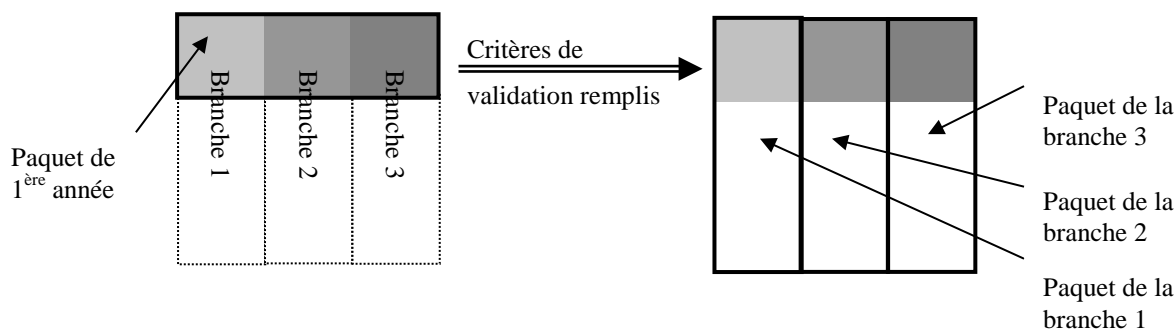 Branche 1
Branche 2
Branche 3
Paquet de
1ère année
Critères de
validation remplis
Paquet de la
branche 3
Paquet de la
branche 2
Paquet de la
branche 1